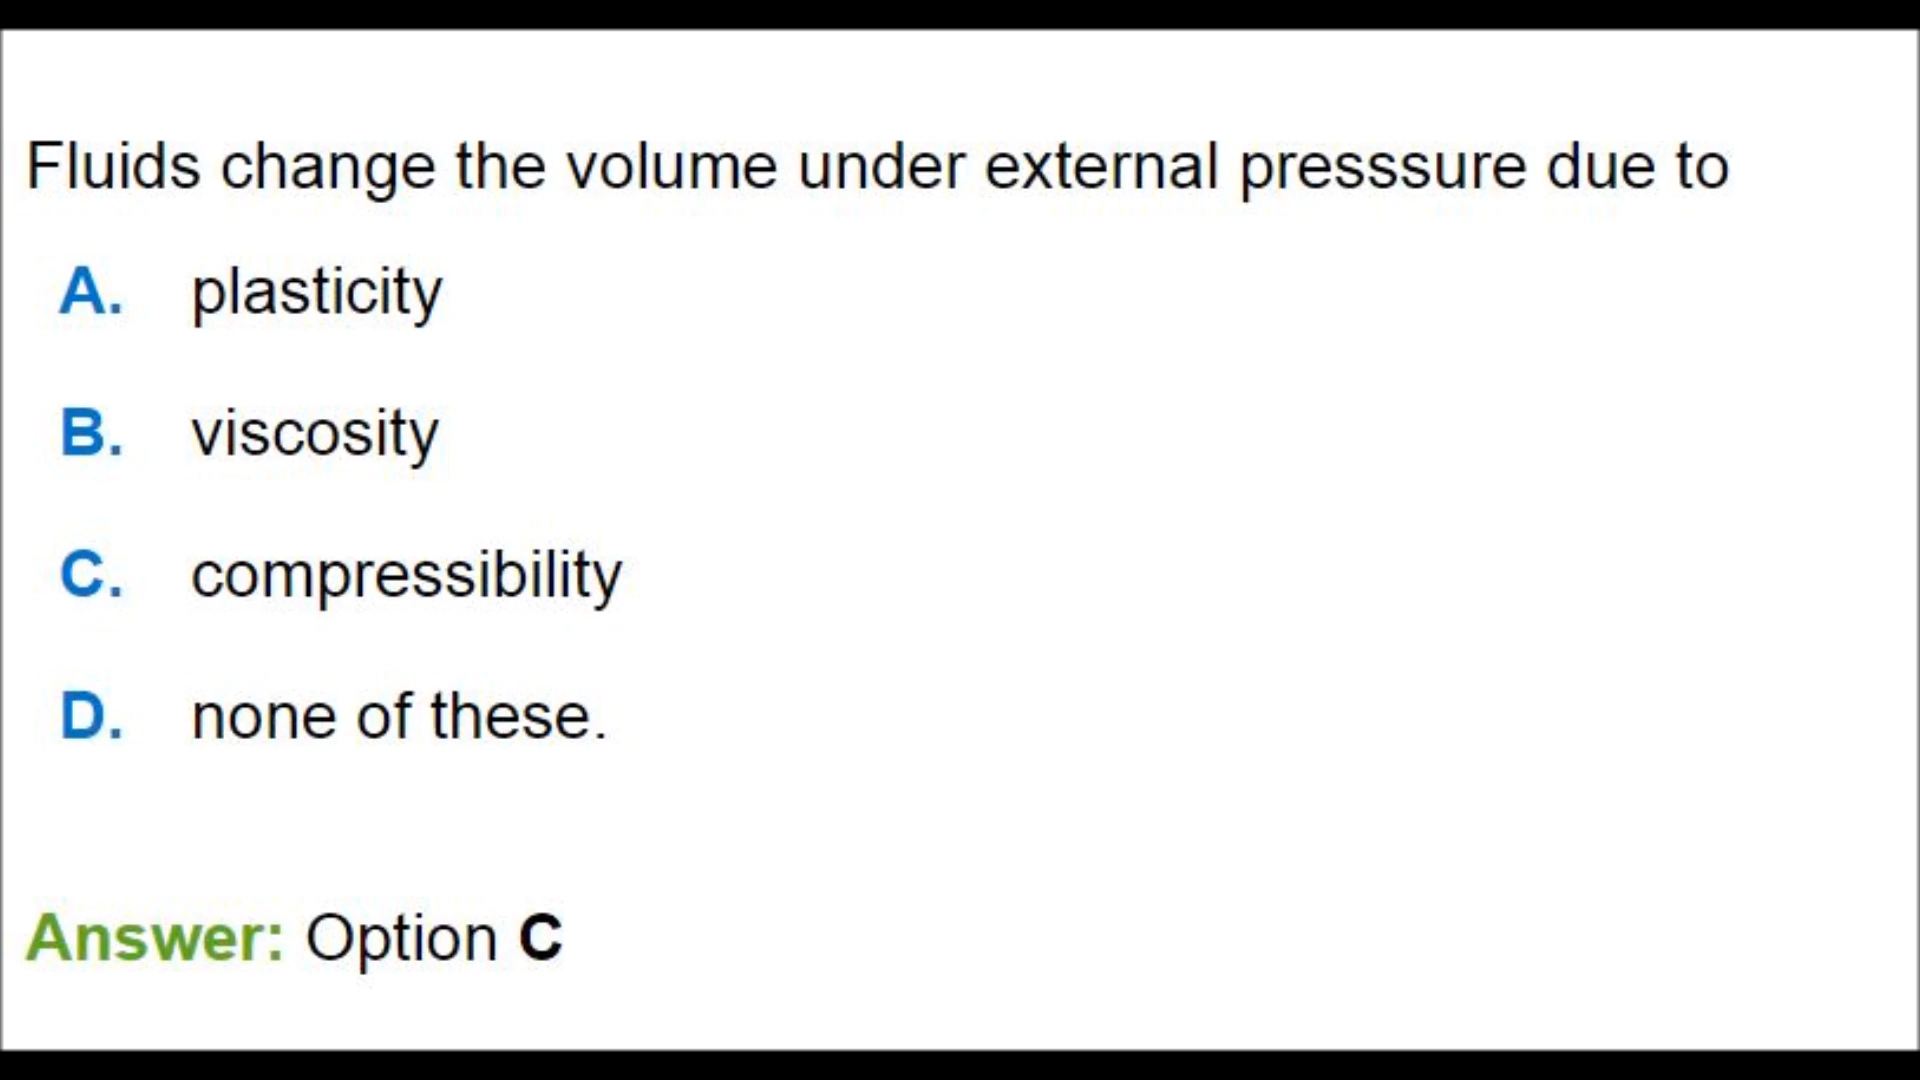 Fluids change the volume under external presssure due to
A. plasticity
B. viscosity
C. compressibility
D. none of these.
Answer: Option C